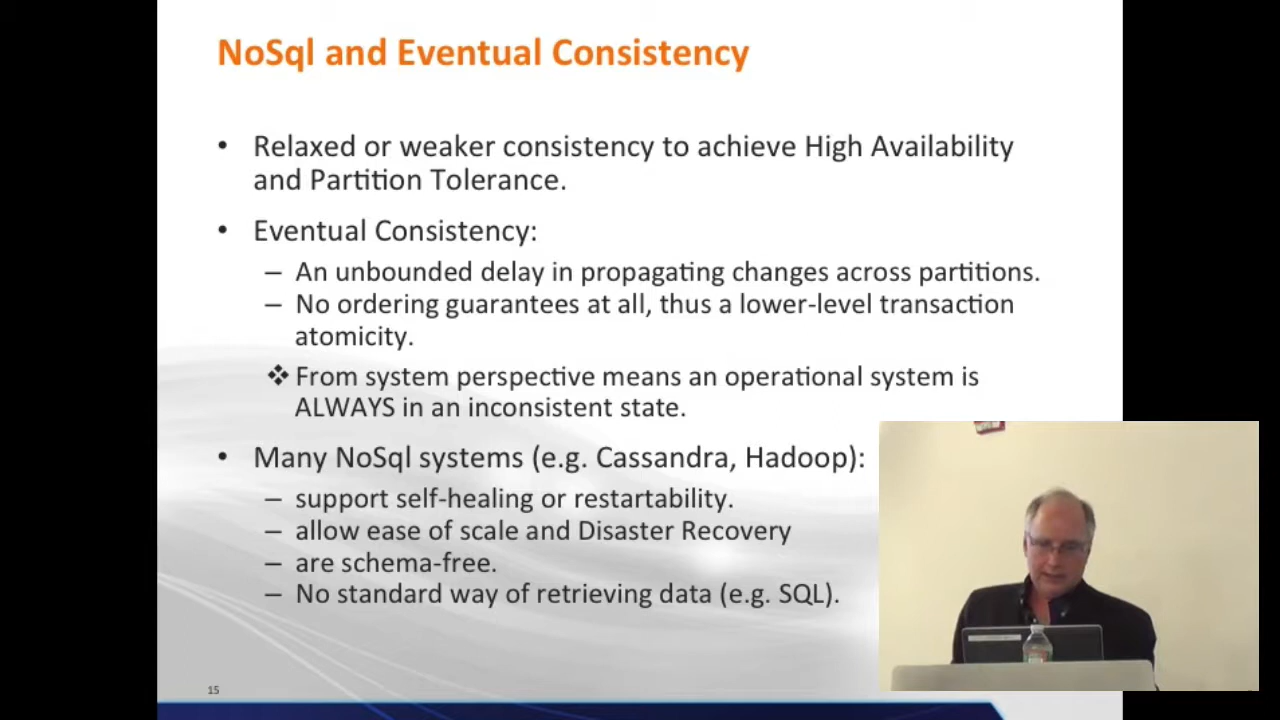 NoSql and Eventual Consistency
• Relaxed or weaker consistency to achieve High Availability
and Partition Tolerance.
• Eventual Consistency:
– An unbounded delay in propagating changes across partitions.
– No ordering guarantees at all, thus a lower-level transaction
atomicity.
❖ From system perspective means an operational system is
ALWAYS in an inconsistent state.
• Many NoSql systems (e.g. Cassandra, Hadoop):
– support self-healing or restartability.
– allow ease of scale and Disaster Recovery
– are schema-free.
– No standard way of retrieving data (e.g. SQL).
15